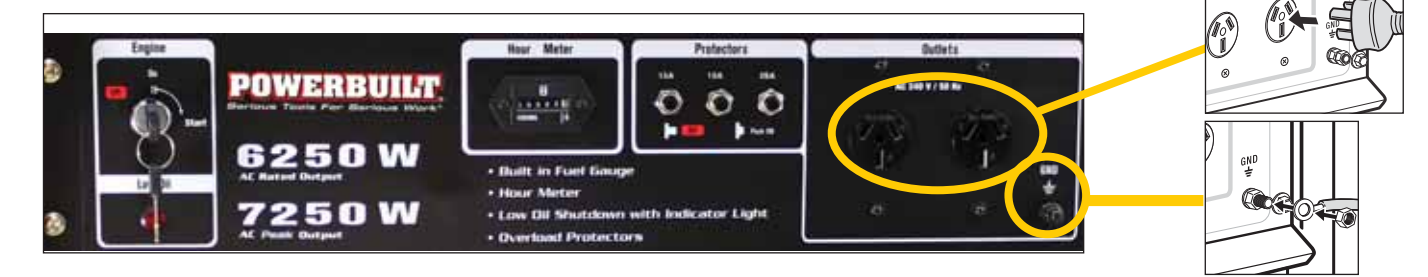 Engine
On
Off
Start
POWERBUILT
Serious Tools For Serious Work
6250 W
AC Rated Output
7250 W
AC Peak Output
Hour Meter
• Built in Fuel Gauge
• Hour Meter
• Low Oil Shutdown with Indicator Light
• Overload Protectors
Protectors
15A 15A
Push ON
Outlets
AC 240 V / 50 Hz
GND
GND
GND